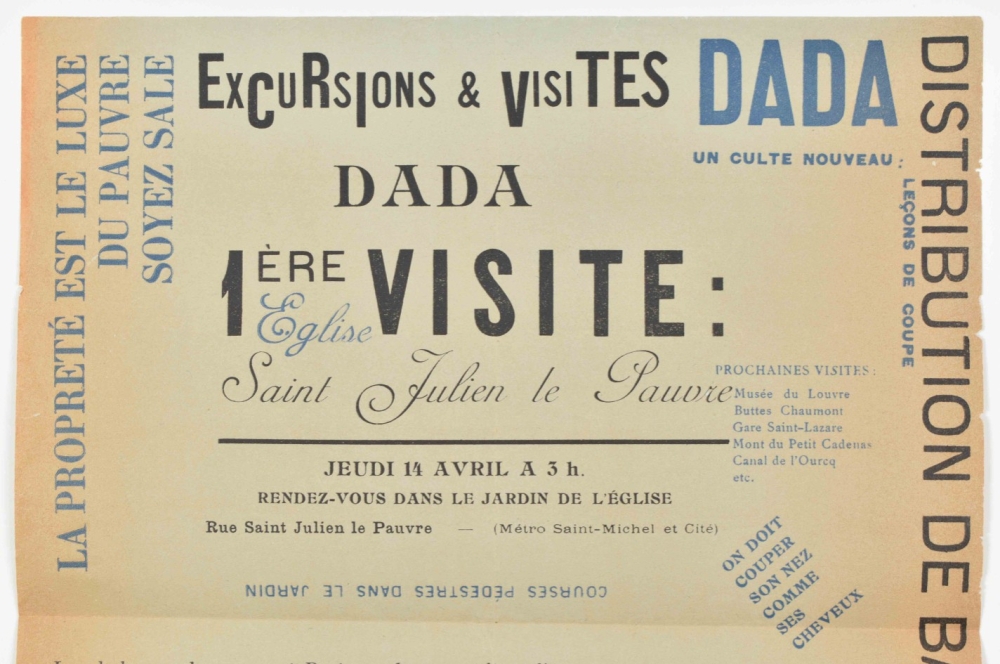 LA PROPRETÉ EST LE LUXE
DU PAUVRE
SOYEZ SALE
EXCURSIONS & VISITES
DADA
1ÈRE VISITE :
Eglise
Saint Julien le Pauvre
JEUDI 14 AVRIL A 3 h.
RENDEZ-VOUS DANS LE JARDIN DE L'ÉGLISE
Rue Saint Julien le Pauvre — (Métro Saint-Michel et Cité)
COURSES PÉDESTRES DANS LE JARDIN
DADA
UN CULTE NOUVEAU :
LEÇONS DE COUPE
PROCHAINES VISITES :
Musée du Louvre
Buttes Chaumont
Gare Saint-Lazare
Mont du Petit Cadenas
Canal de l'Ourcq
etc.
ON DOIT
COUPER
SON NEZ
COMME
SES
CHEVEUX
DISTRIBUTION DE